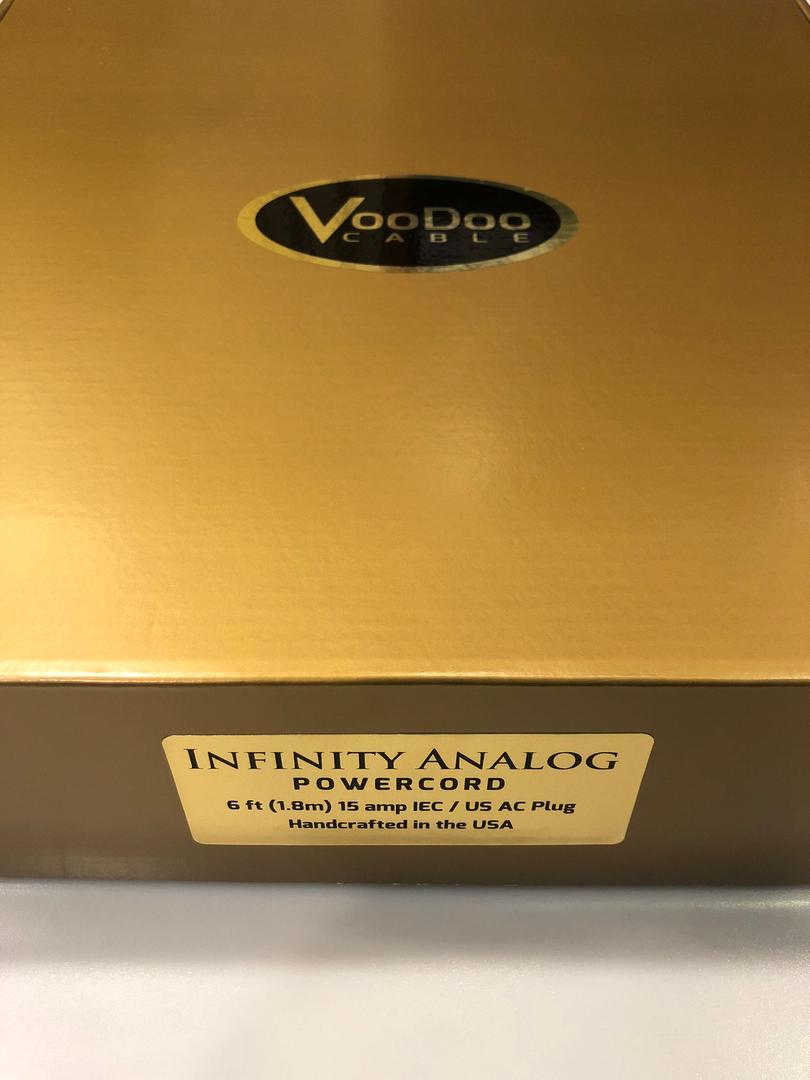 VooDoo
CABLE
INFINITY ANALOG
POWERCORD
6 ft (1.8m) 15 amp IEC / US AC Plug
Handcrafted in the USA